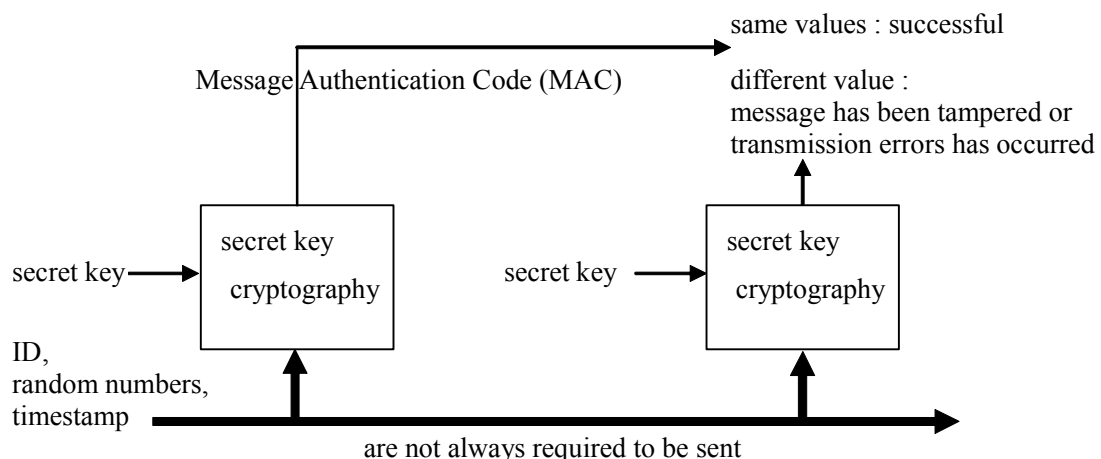 same values : successful
Message Authentication Code (MAC)
different value :
message has been tampered or
transmission errors has occurred
secret key
cryptography
secret key
cryptography
secret key
secret key
ID,
random numbers,
timestamp
are not always required to be sent